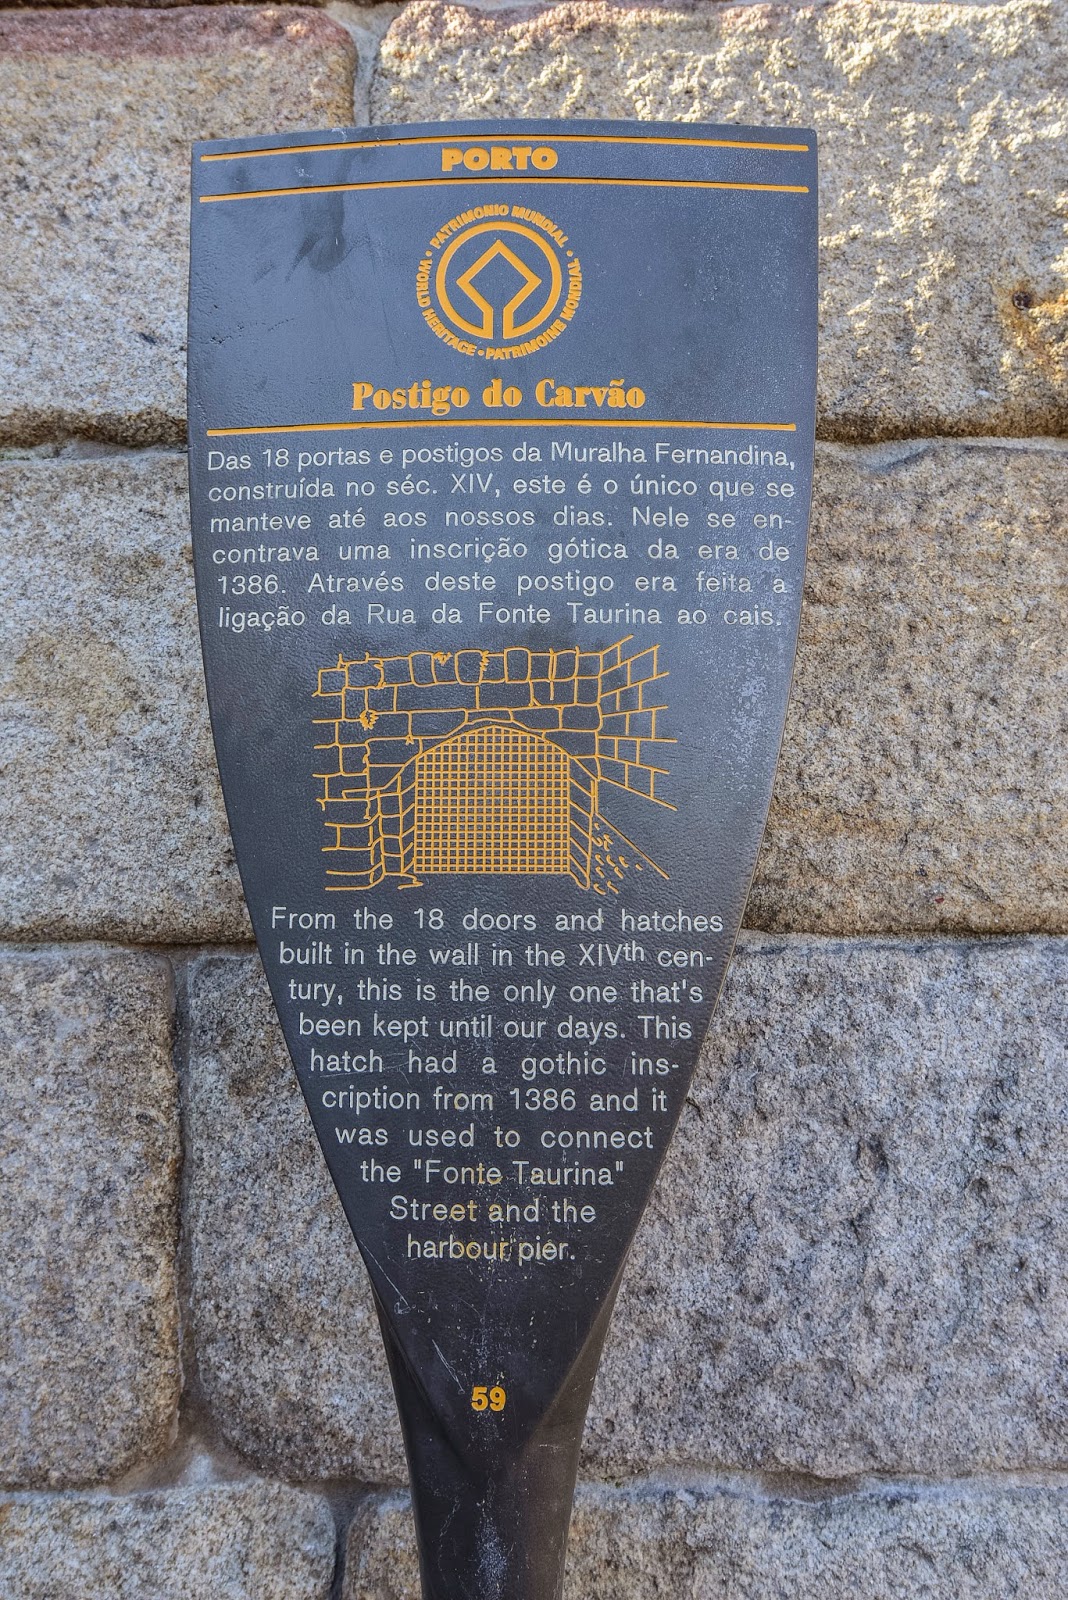 PORTO
PATRIMONIO MUNDIAL • WORLD HERITAGE • PATRIMOINE MONDIAL •
Postigo do Carvão
Das 18 portas e postigos da Muralha Fernandina,
construída no séc. XIV, este é o único que se
manteve até aos nossos dias. Nele se en-
contrava uma inscrição gótica da era de
1386. Através deste postigo era feita a
ligação da Rua da Fonte Taurina ao cais.
From the 18 doors and hatches
built in the wall in the XIVth cen-
tury, this is the only one that's
been kept until our days. This
hatch had a gothic ins-
cription from 1386 and it
was used to connect
the "Fonte Taurina"
Street and the
harbour pier.
59